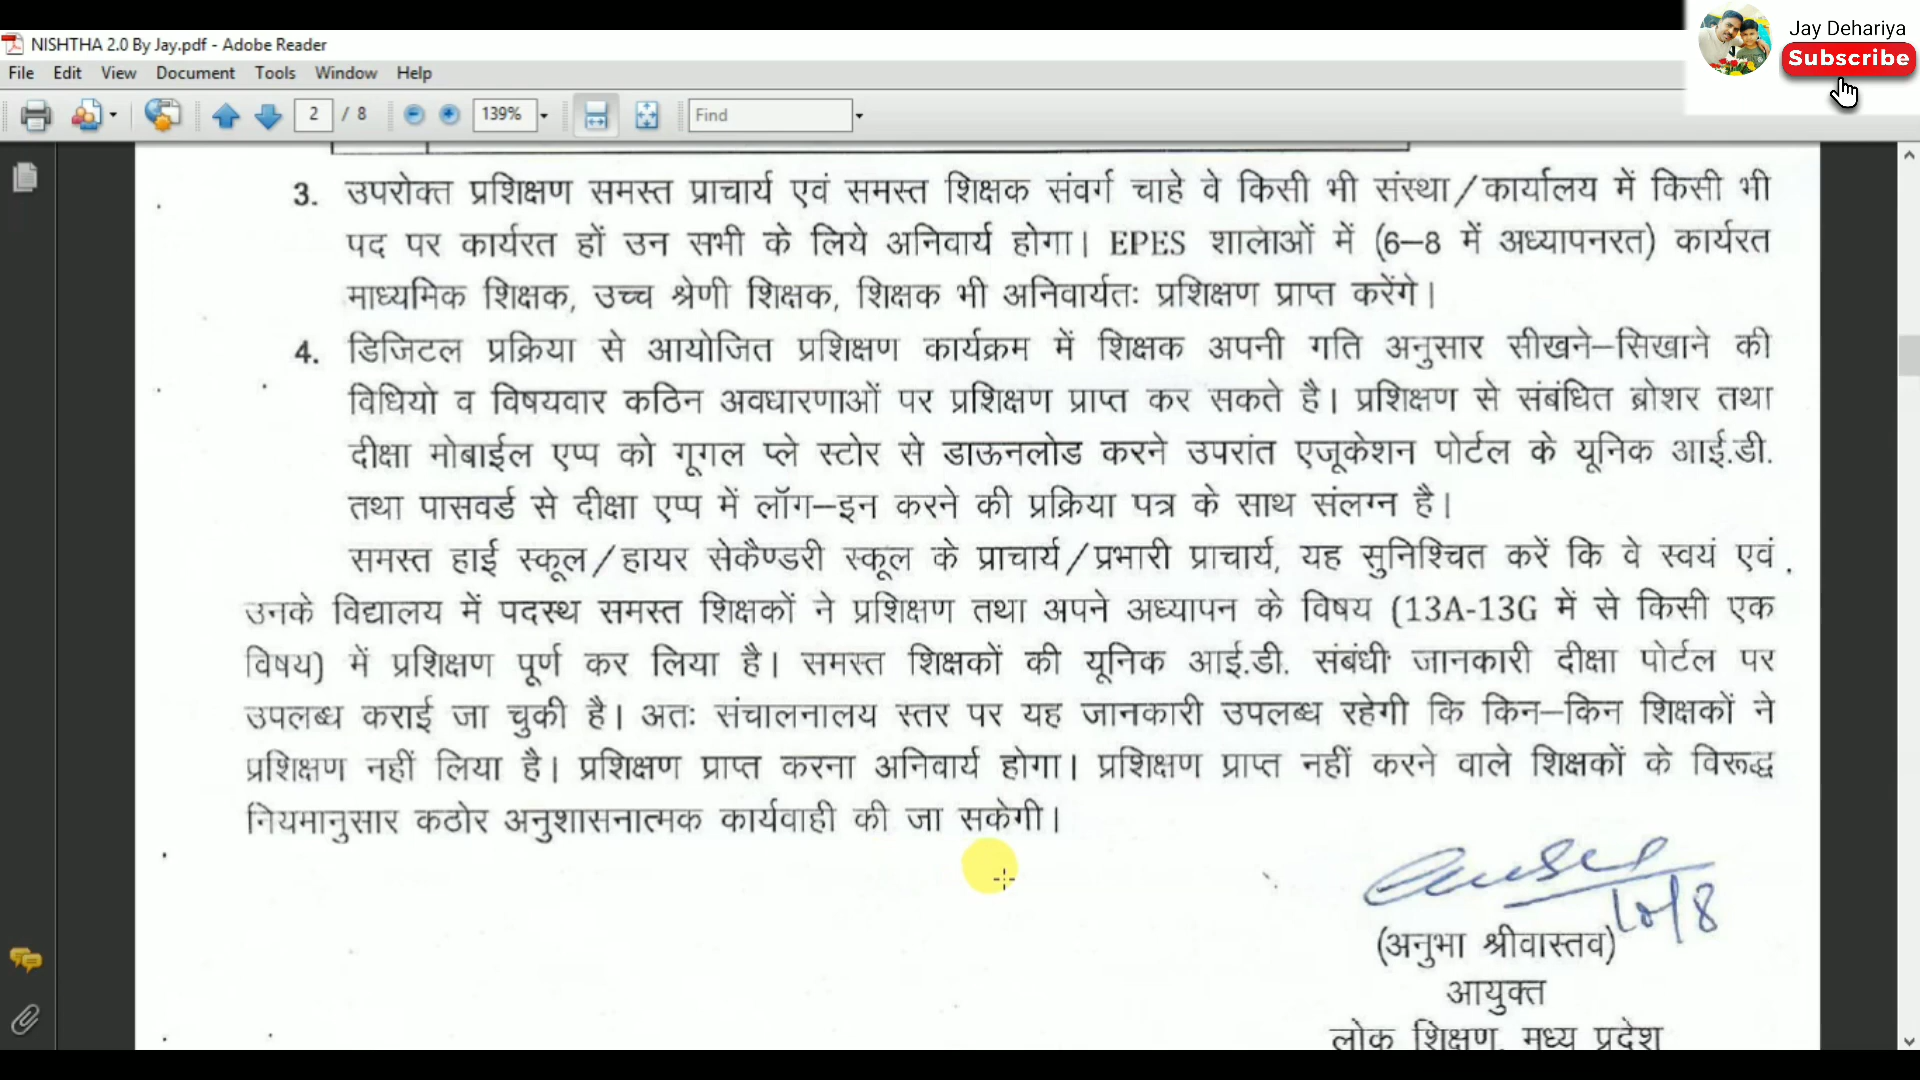 NISHTHA 2.0 By Jay.pdf - Adobe Reader
Jay Dehariya
Subscribe
File Edit View Document Tools Window Help
2 / 8 139% Find
3. उपरोक्त प्रशिक्षण समस्त प्राचार्य एवं समस्त शिक्षक संवर्ग चाहे वे किसी भी संस्था/कार्यालय में किसी भी
पद पर कार्यरत हों उन सभी के लिये अनिवार्य होगा। EPES शालाओं में (6–8 में अध्यापनरत) कार्यरत
माध्यमिक शिक्षक, उच्च श्रेणी शिक्षक, शिक्षक भी अनिवार्यतः प्रशिक्षण प्राप्त करेंगे।
4. डिजिटल प्रक्रिया से आयोजित प्रशिक्षण कार्यक्रम में शिक्षक अपनी गति अनुसार सीखने–सिखाने की
विधियो व विषयवार कठिन अवधारणाओं पर प्रशिक्षण प्राप्त कर सकते है। प्रशिक्षण से संबंधित ब्रोशर तथा
दीक्षा मोबाईल एप्प को गूगल प्ले स्टोर से डाऊनलोड करने उपरांत एजूकेशन पोर्टल के यूनिक आई.डी.
तथा पासवर्ड से दीक्षा एप्प में लॉग–इन करने की प्रक्रिया पत्र के साथ संलग्न है।
समस्त हाई स्कूल/हायर सेकैण्डरी स्कूल के प्राचार्य/प्रभारी प्राचार्य, यह सुनिश्चित करें कि वे स्वयं एवं
उनके विद्यालय में पदस्थ समस्त शिक्षकों ने प्रशिक्षण तथा अपने अध्यापन के विषय (13A-13G में से किसी एक
विषय) में प्रशिक्षण पूर्ण कर लिया है। समस्त शिक्षकों की यूनिक आई.डी. संबंधी जानकारी दीक्षा पोर्टल पर
उपलब्ध कराई जा चुकी है। अतः संचालनालय स्तर पर यह जानकारी उपलब्ध रहेगी कि किन–किन शिक्षकों ने
प्रशिक्षण नहीं लिया है। प्रशिक्षण प्राप्त करना अनिवार्य होगा। प्रशिक्षण प्राप्त नहीं करने वाले शिक्षकों के विरूद्ध
नियमानुसार कठोर अनुशासनात्मक कार्यवाही की जा सकेगी।
(अनुभा श्रीवास्तव)
आयुक्त
लोक शिक्षण, मध्य प्रदेश